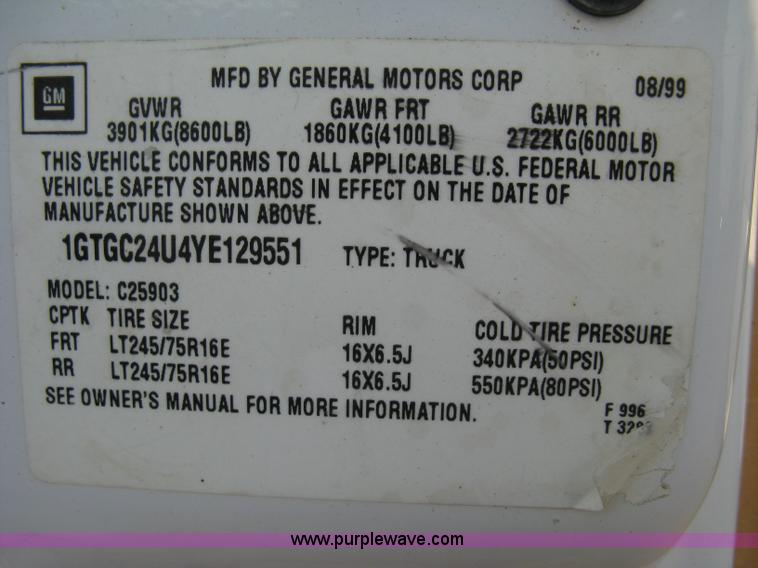 MFD BY GENERAL MOTORS CORP 08/99
GM
GVWR GAWR FRT GAWR RR
3901KG(8600LB) 1860KG(4100LB) 2722KG(6000LB)
THIS VEHICLE CONFORMS TO ALL APPLICABLE U.S. FEDERAL MOTOR
VEHICLE SAFETY STANDARDS IN EFFECT ON THE DATE OF
MANUFACTURE SHOWN ABOVE.
1GTGC24U4YE129551 TYPE: TRUCK
MODEL: C25903
CPTK TIRE SIZE RIM COLD TIRE PRESSURE
FRT LT245/75R16E 16X6.5J 340KPA(50PSI)
RR LT245/75R16E 16X6.5J 550KPA(80PSI)
SEE OWNER'S MANUAL FOR MORE INFORMATION.
F 996
T
www.purplewave.com